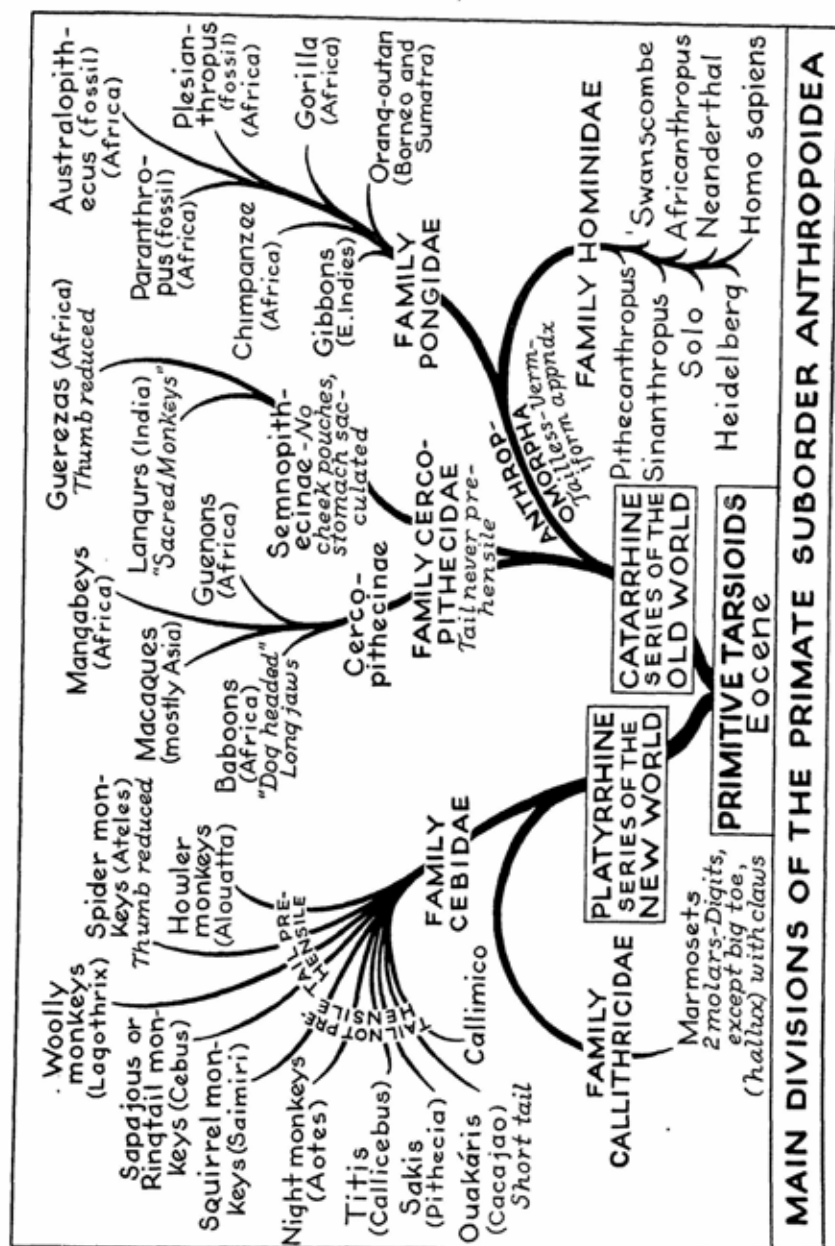 Woolly
monkeys
(Lagothrix)
Spider mon-
keys (Ateles)
Thumb reduced
Sapajous or
Ringtail mon-
keys (Cebus)
Howler
monkeys
(Alouatta)
Squirrel mon-
keys (Saimiri)
Night monkeys
(Aotes)
Titis
(Callicebus)
Sakis
(Pithecia)
Ouakáris
(Cacajao)
Short tail
Callimico
TAIL PRE-
HENSILE
TAIL NOT PRE-
HENSILE
FAMILY
CEBIDAE
FAMILY
CALLITHRICIDAE
Marmosets
2 molars-Digits,
except big toe,
(hallux) with claws
PLATYRRHINE
SERIES OF THE
NEW WORLD
Mangabeys
(Africa)
Macaques
(mostly Asia)
Guenons
(Africa)
Baboons
(Africa)
"Dog headed"
Long jaws
Cerco-
pithecinae
Guerezas (Africa)
Thumb reduced
Langurs (India)
"Sacred Monkeys"
Semnopith-
ecinae-No
cheek pouches,
stomach sac-
culated
FAMILY CERCO-
PITHECIDAE
Tail never pre-
hensile
Australopith-
ecus (fossil)
(Africa)
Paranthro-
pus (fossil)
(Africa)
Plesian-
thropus
(fossil)
(Africa)
Chimpanzee
(Africa)
Gorilla
(Africa)
Gibbons
(E. Indies)
Orang-outan
(Borneo and
Sumatra)
FAMILY
PONGIDAE
ANTHROP-
OMORPHA
Tailless-Verm-
iform appndx
FAMILY HOMINIDAE
Pithecanthropus
'Swanscombe
Sinanthropus
Africanthropus
Solo
Neanderthal
Heidelberg
Homo sapiens
CATARRHINE
SERIES OF THE
OLD WORLD
PRIMITIVE TARSIOIDS
Eocene
MAIN DIVISIONS OF THE PRIMATE SUBORDER ANTHROPOIDEA